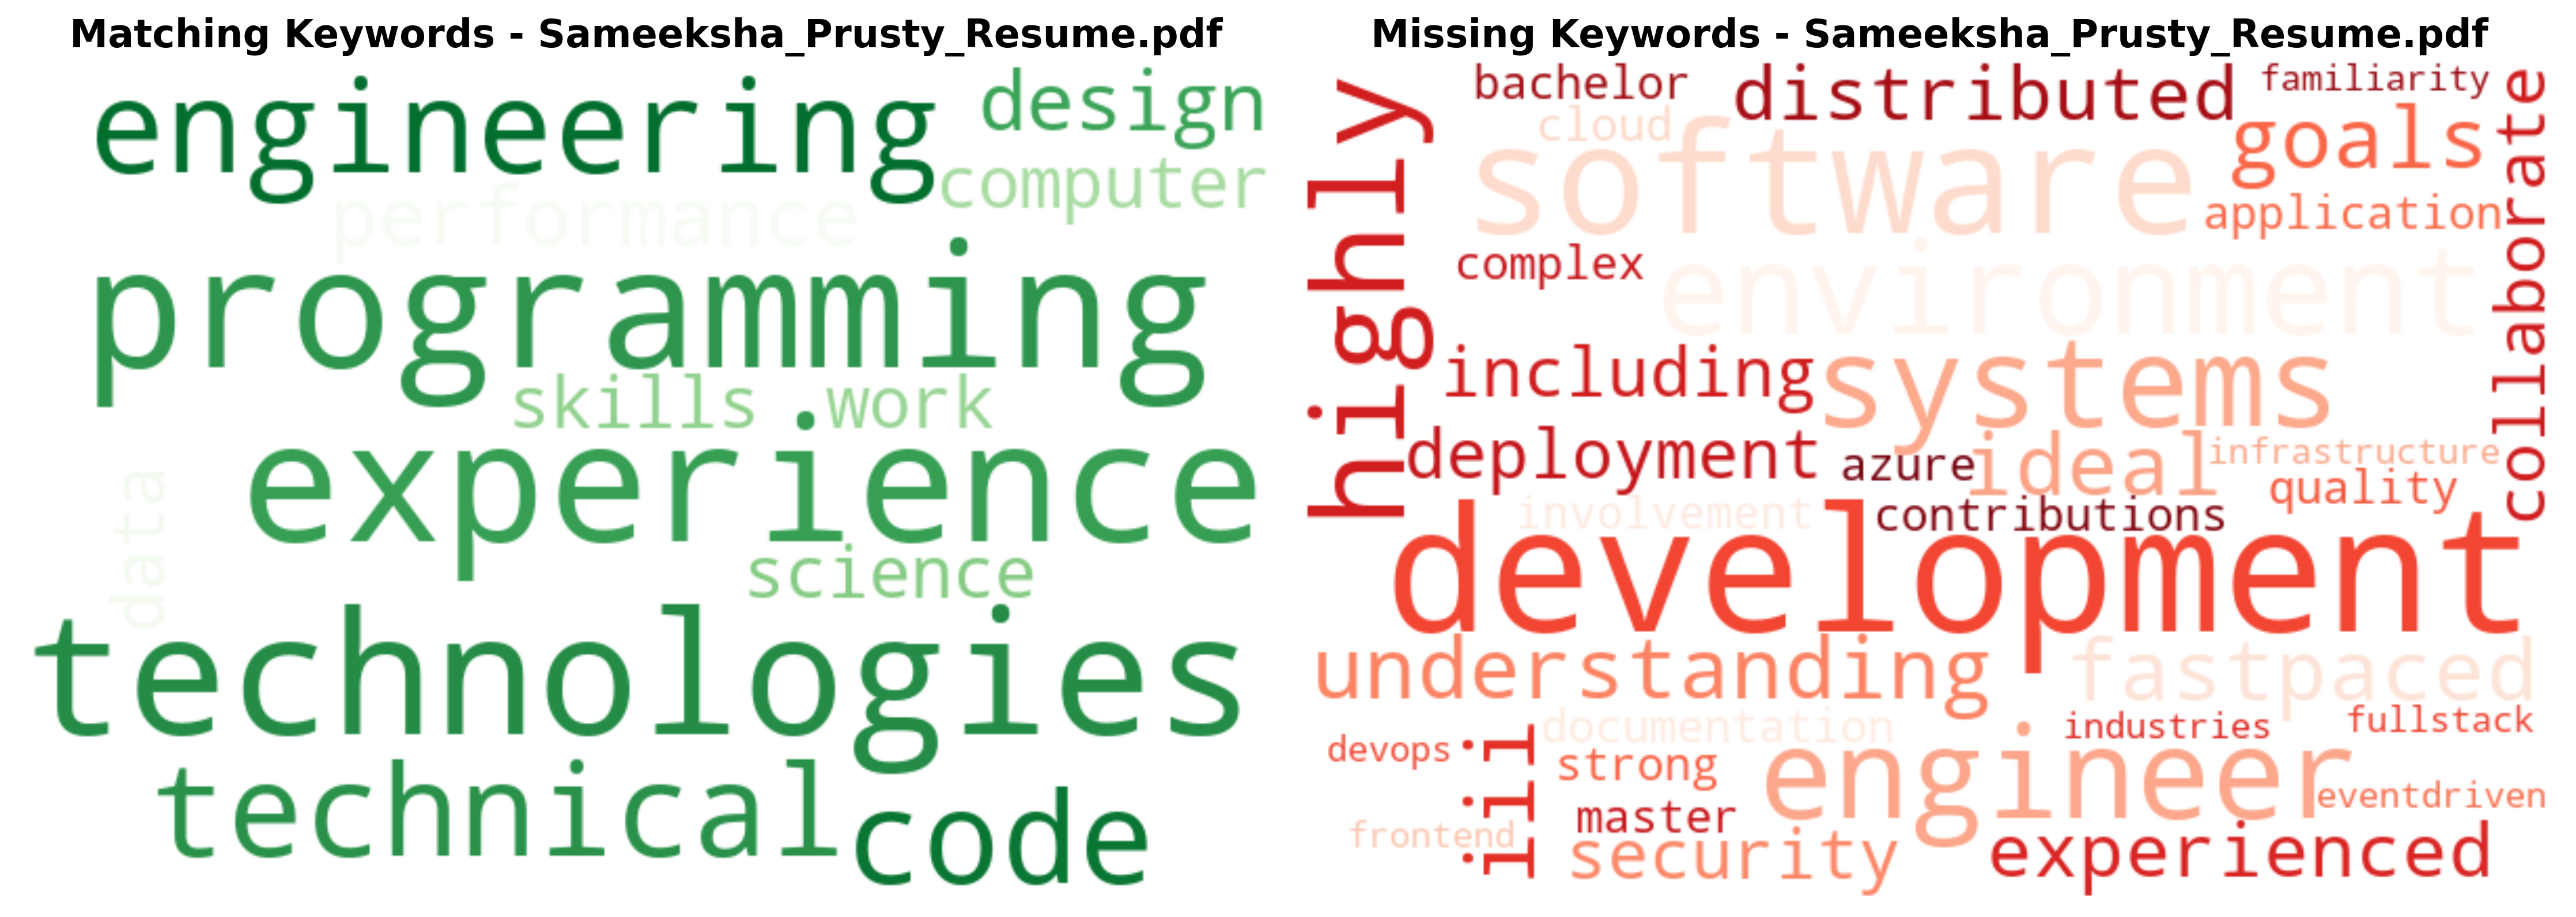 Matching Keywords - Sameeksha_Prusty_Resume.pdf
engineering
design
computer
performance
programming
skills
work
experience
data
science
technologies
technical
code
Missing Keywords - Sameeksha_Prusty_Resume.pdf
highly
bachelor
distributed
familiarity
cloud
software
goals
collaborate
application
complex
environment
including
systems
deployment
azure
ideal
infrastructure
quality
involvement
contributions
development
understanding
fastpaced
documentation
industries
fullstack
devops
iii
strong
engineer
eventdriven
master
frontend
security
experienced